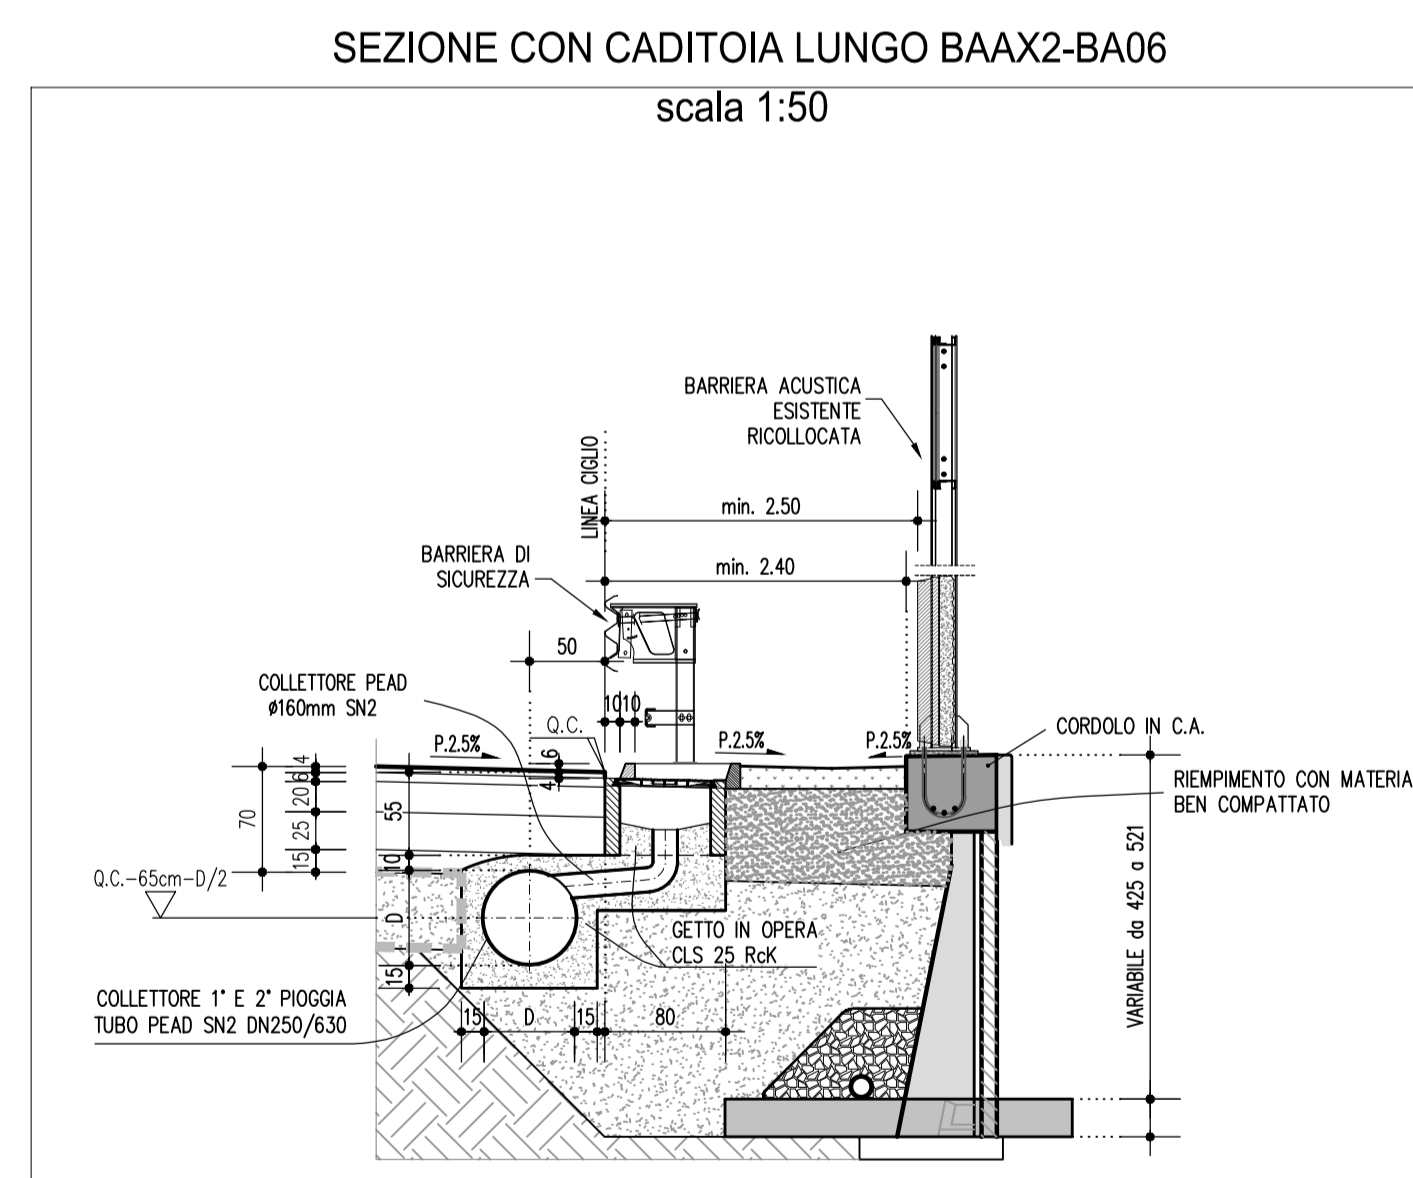 SEZIONE CON CADITOIA LUNGO BAAX2-BA06
scala 1:50
BARRIERA ACUSTICA
ESISTENTE
RICOLLOCATA
LINEA CIGLIO
min. 2.50
BARRIERA DI
SICUREZZA
min. 2.40
50
COLLETTORE PEAD
ø160mm SN2
1010
Q.C.
CORDOLO IN C.A.
P.2.5%
P.2.5%
P.2.5%
4
6
20
25
15
70
55
10
D
15
6
4
RIEMPIMENTO CON MATERIA
BEN COMPATTATO
Q.C.-65cm-D/2
GETTO IN OPERA
CLS 25 RcK
VARIABILE da 425 a 521
COLLETTORE 1° E 2° PIOGGIA
TUBO PEAD SN2 DN250/630
15
D
15
80